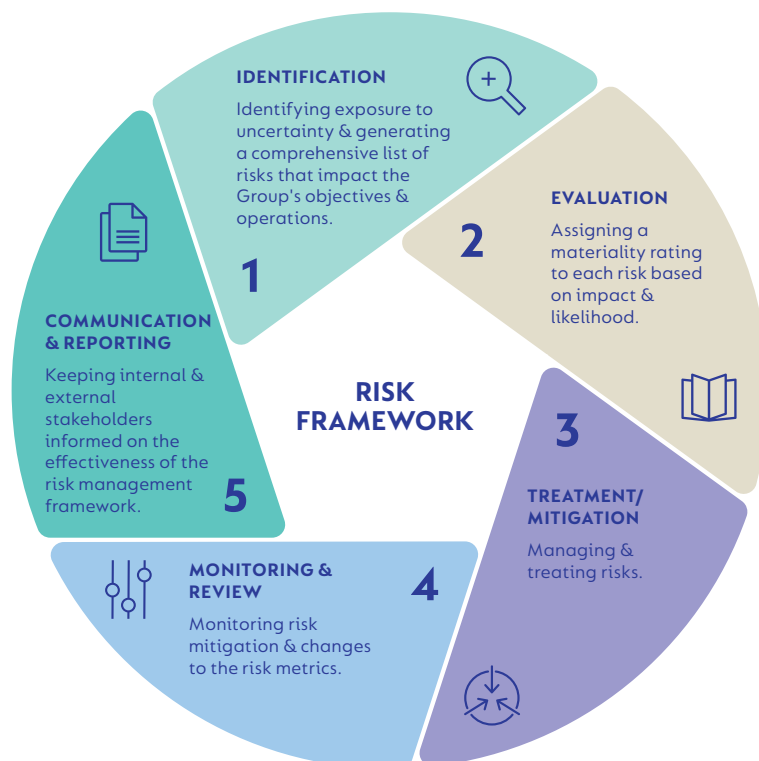 IDENTIFICATION
Identifying exposure to
uncertainty & generating
a comprehensive list of
risks that impact the
Group's objectives &
operations.
1
EVALUATION
Assigning a
materiality rating
to each risk based
on impact &
likelihood.
2
3
TREATMENT/
MITIGATION
Managing &
treating risks.
MONITORING &
REVIEW
Monitoring risk
mitigation & changes
to the risk metrics.
4
COMMUNICATION
& REPORTING
Keeping internal &
external
stakeholders
informed on the
effectiveness of the
risk management
framework.
5
RISK
FRAMEWORK